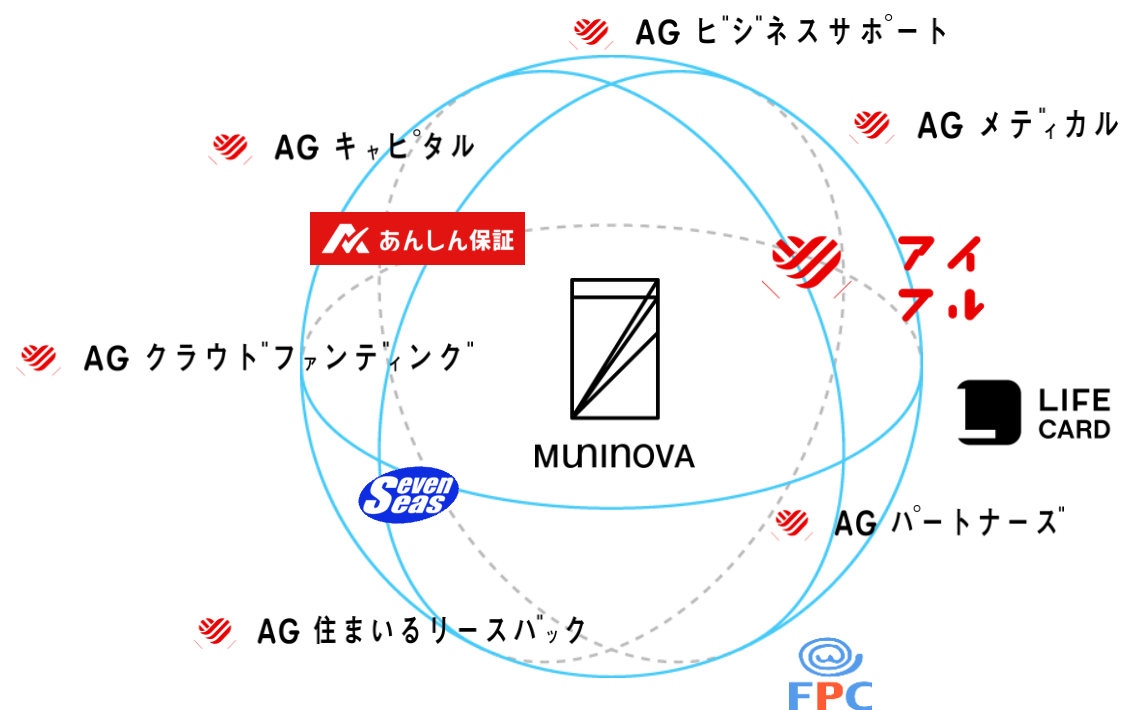 AG ビジネスサポート
AG メディカル
AG キャピタル
あんしん保証
アイ
フル
AG クラウドファンディング
LIFE
CARD
MUNINOVA
Seven
Seas
AG パートナーズ
AG 住まいるリースバック
FPC